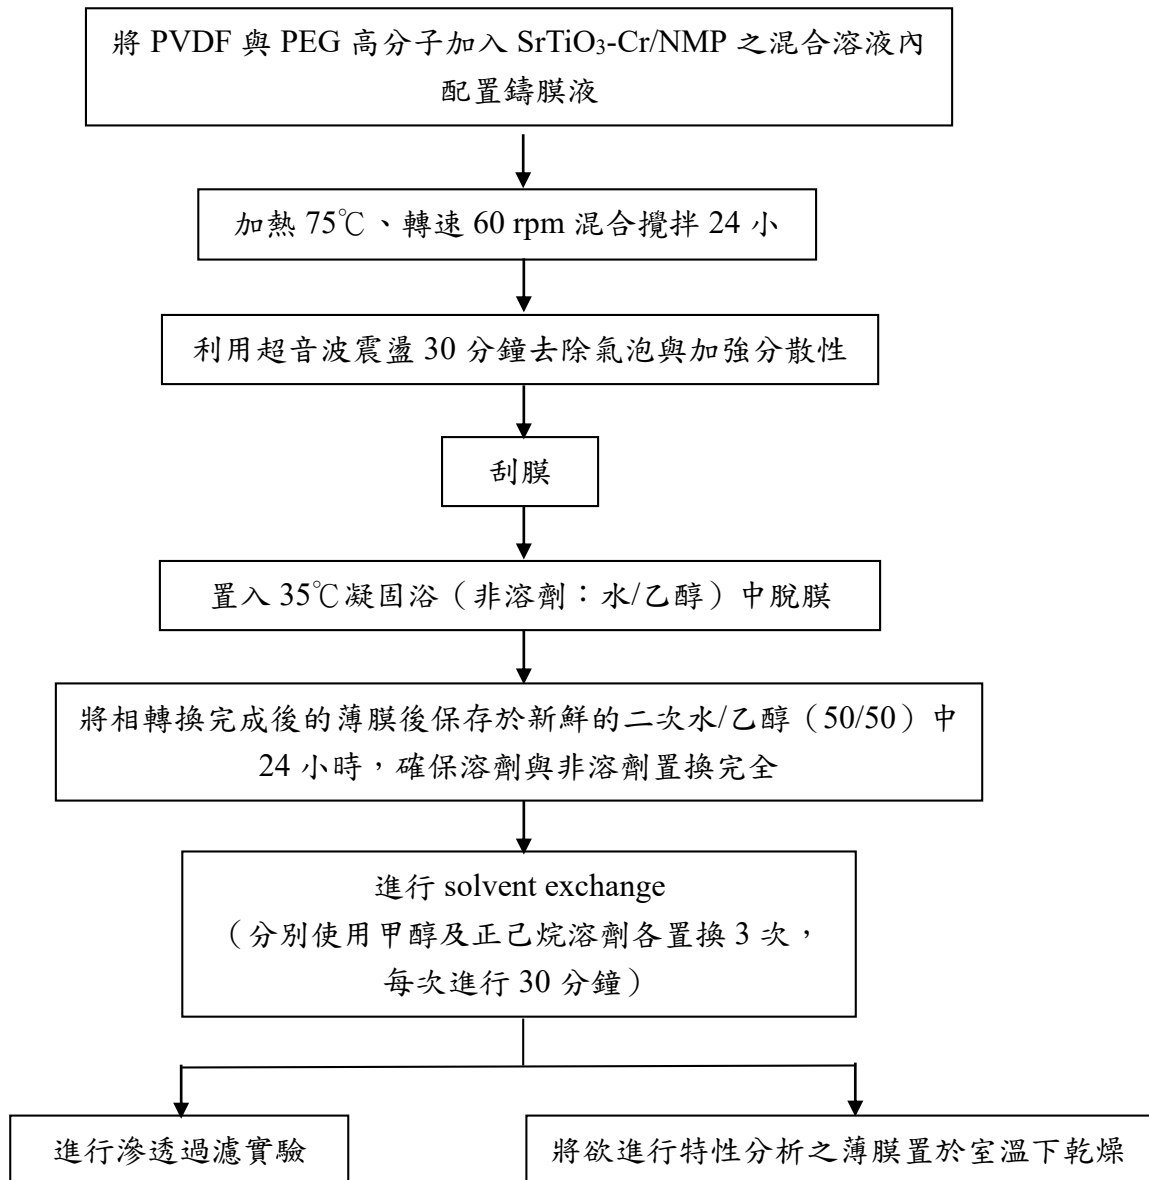 將 PVDF 與 PEG 高分子加入 SrTiO₃-Cr/NMP 之混合溶液內
配置鑄膜液
加熱 75℃、轉速 60 rpm 混合攪拌 24 小
利用超音波震盪 30 分鐘去除氣泡與加強分散性
刮膜
置入 35℃凝固浴（非溶劑：水/乙醇）中脫膜
將相轉換完成後的薄膜後保存於新鮮的二次水/乙醇（50/50）中
24 小時，確保溶劑與非溶劑置換完全
進行 solvent exchange
（分別使用甲醇及正己烷溶劑各置換 3 次，
每次進行 30 分鐘）
進行滲透過濾實驗
將欲進行特性分析之薄膜置於室溫下乾燥